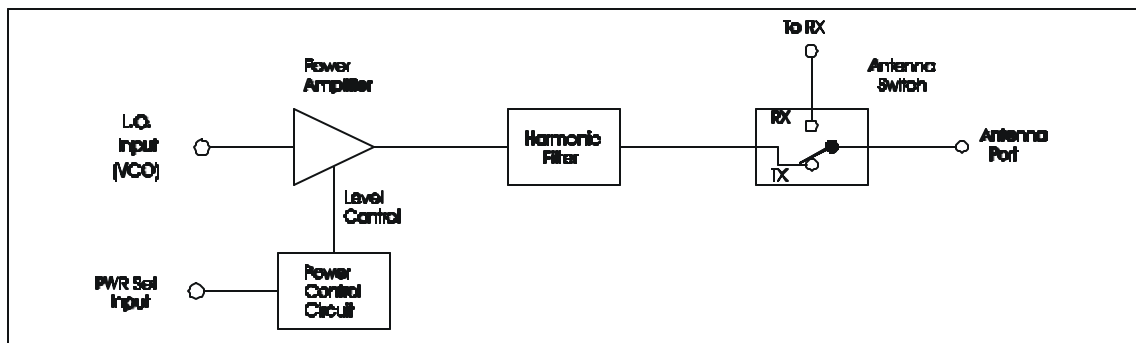 To RX
Power
Amplifier
Antenna
Switch
L.O.
Input
(VCO)
RX
Harmonic
Filter
Antenna
Port
TX
Level
Control
PWR Set
Input
Power
Control
Circuit